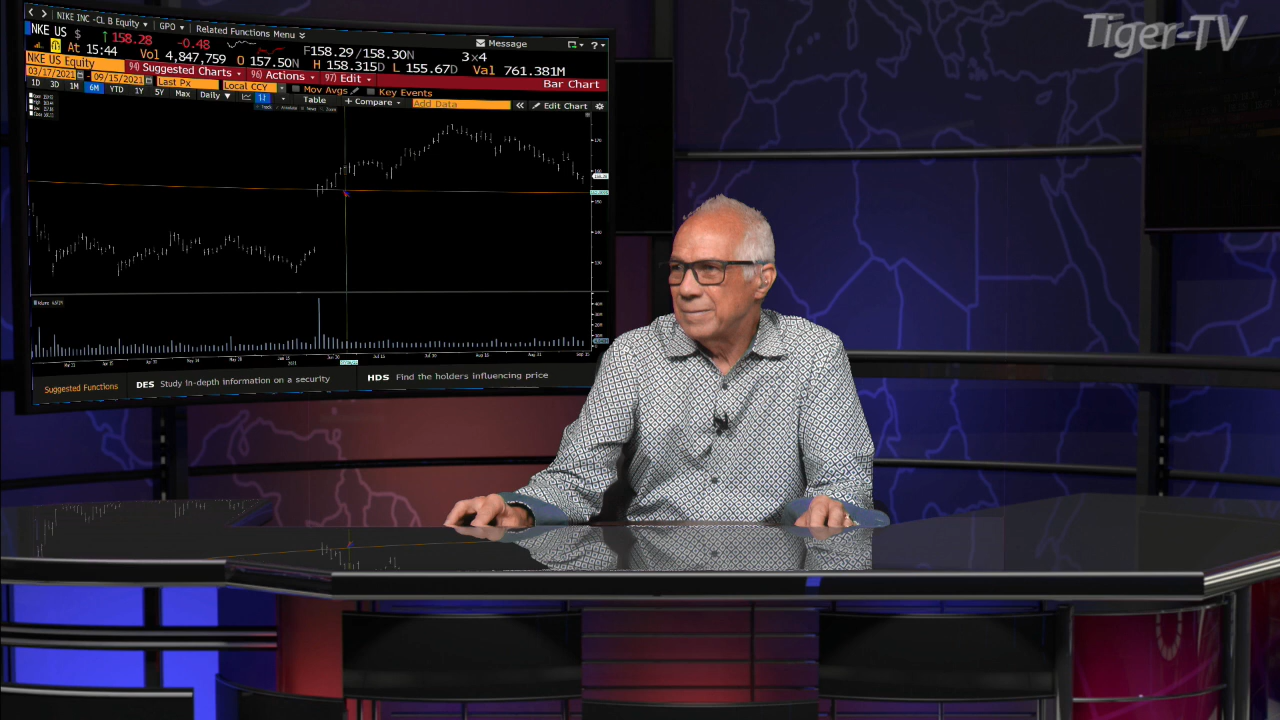 Tiger-TV
NKE INC -CL B Equity GPO Related Functions Menu
NKE US $ ↑ 158.28 -0.48 F158.29/158.30N 3x4 Message ?
At 15:44 Vol 4,847,759 O 157.50N H 158.315D L 155.67D Val 761.381M
NKE US Equity 94) Suggested Charts 96) Actions 97) Edit Bar Chart
03/17/2021 - 09/15/2021 Last Px Local CCY Mov Avgs Key Events
1D 3D 1M 6M YTD 1Y 5Y Max Daily ▼ Table + Compare Add Data « Edit Chart
Suggested Functions DES Study in-depth information on a security HDS Find the holders influencing price